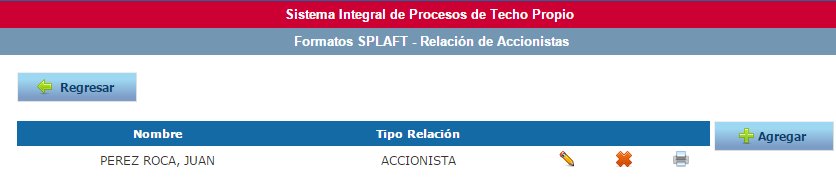 Sistema Integral de Procesos de Techo Propio
Formatos SPLAFT - Relación de Accionistas
Regresar
Nombre Tipo Relación Agregar
PEREZ ROCA, JUAN ACCIONISTA